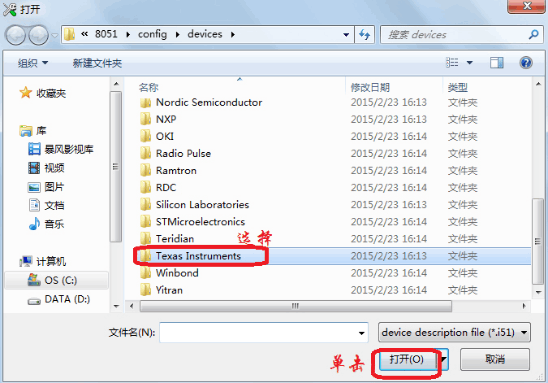 打开
« 8051 ▸ config ▸ devices ▸
搜索 devices
组织 新建文件夹
名称 修改日期 类型
Nordic Semiconductor 2015/2/23 16:13 文件夹
NXP 2015/2/23 16:13 文件夹
OKI 2015/2/23 16:14 文件夹
Radio Pulse 2015/2/23 16:14 文件夹
Ramtron 2015/2/23 16:14 文件夹
RDC 2015/2/23 16:14 文件夹
Silicon Laboratories 2015/2/23 16:13 文件夹
STMicroelectronics 2015/2/23 16:14 文件夹
Teridian 选择 2015/2/23 16:14 文件夹
Texas Instruments 2015/2/23 16:13 文件夹
Winbond 2015/2/23 16:14 文件夹
Yitran 2015/2/23 16:14 文件夹
收藏夹
库
暴风影视库
视频
图片
文档
音乐
计算机
OS (C:)
DATA (D:)
文件名(N):
device description file (*.i51)
单击 打开(O) 取消